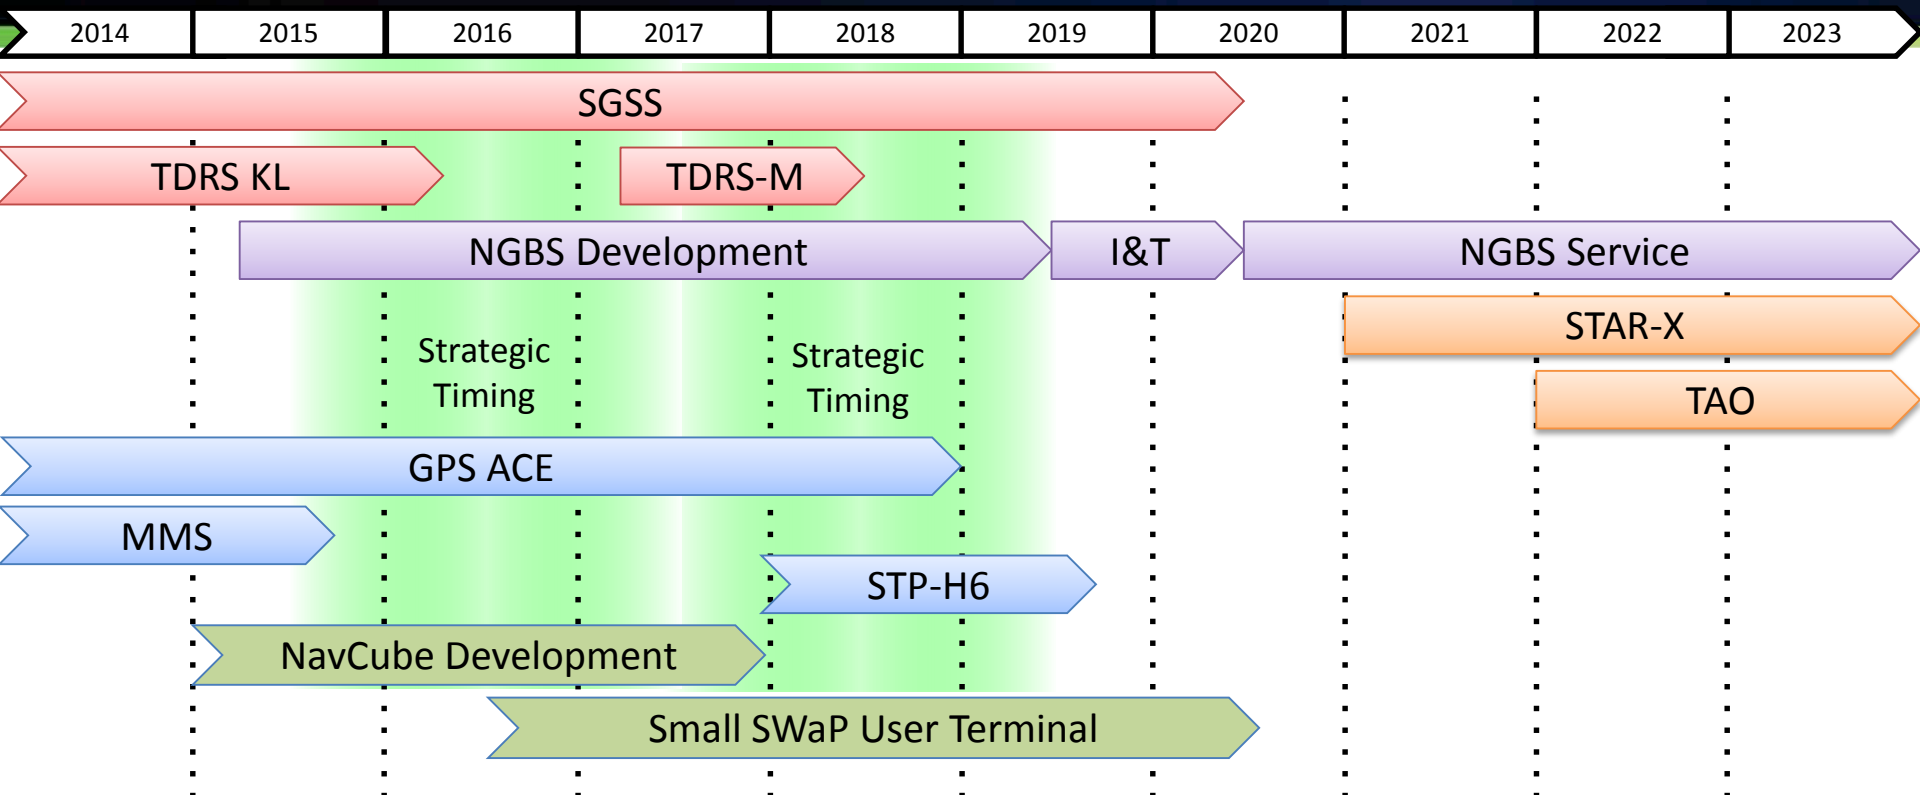 2014 2015 2016 2017 2018 2019 2020 2021 2022 2023
SGSS
TDRS KL TDRS-M
NGBS Development I&T NGBS Service
STAR-X
Strategic
Timing
Strategic
Timing
TAO
GPS ACE
MMS
STP-H6
NavCube Development
Small SWaP User Terminal